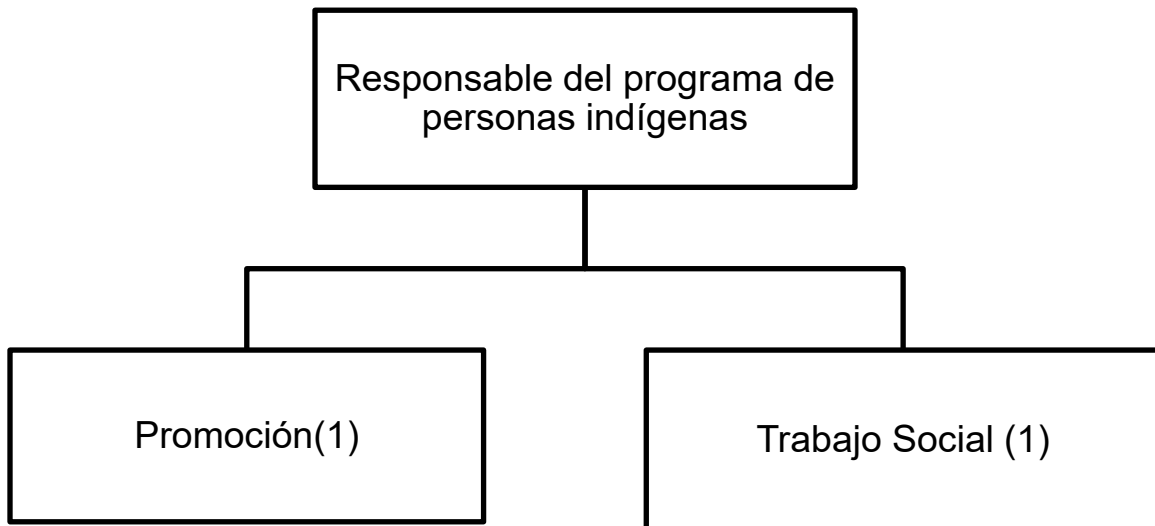 Responsable del programa de
personas indígenas
Promoción(1)
Trabajo Social (1)